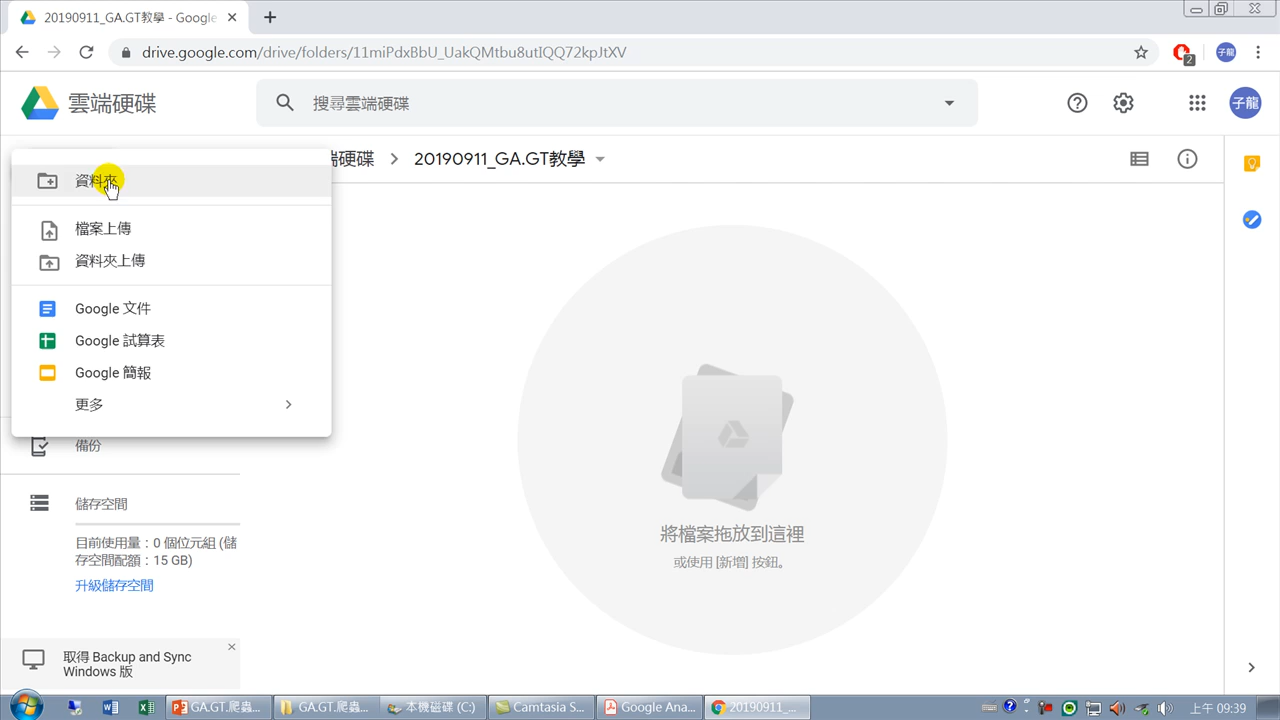 20190911_GA.GT教學 - Google
drive.google.com/drive/folders/11miPdxBbU_UakOMtbu8utIQQ72kpJtXV
2
子龍
雲端硬碟
搜尋雲端硬碟
子龍
端硬碟
20190911_GA.GT教學
資料夾
檔案上傳
資料夾上傳
Google 文件
Google 試算表
Google 簡報
更多
備份
儲存空間
目前使用量：0 個位元組 (儲
存空間配額：15 GB)
升級儲存空間
將檔案拖放到這裡
或使用 [新增] 按鈕。
取得 Backup and Sync
Windows 版
GA.GT.爬蟲...
GA.GT.爬蟲...
本機磁碟 (C:)
Camtasia S...
Google Ana...
20190911_...
上午 09:39